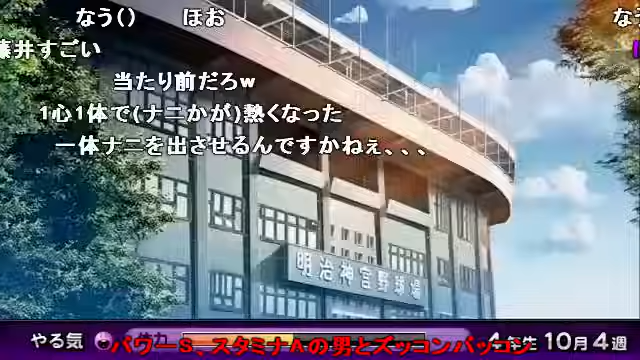 なう()　ほお　なう
藤井すごい
当たり前だろw
1心1体で(ナニかが)熱くなった
一体ナニを出させるんですかねぇ、、、
明治神宮野球場
やる気　体力　4年生 10月 4週
パワーS、スタミナAの男とズッコンバッコン